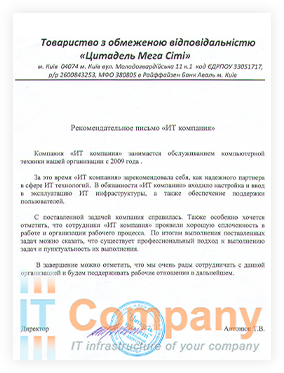 Товариство з обмеженою відповідальністю
«Цитадель Мега Сіті»
м. Київ 04074 м. Київ вул. Малодогвардійська 11 к.1 код ЄДРПОУ 33051717,
р/р 2600843253, МФО 380805 в Райффайзен Банк Аваль м. Київ
Рекомендательное письмо «ИТ компания»
Компания «ИТ компания» занимается обслуживанием компьютерной
техники нашей организации с 2009 года .
За это время «ИТ компания» зарекомендовала себя, как надежного партнера
в сфере ИТ технологий. В обязанности «ИТ компании» входило настройка и ввод
в эксплуатацию ИТ инфраструктуры, а также обеспечение поддержки
пользователей.
С поставленной задачей компания справилась. Также особенно хочется
отметить, что сотрудники «ИТ компании» проявили хорошую сплоченность в
работе и организации рабочего процесса. По итогам выполнения поставленных
задач можно сказать, что существует профессиональный подход к выполнению
задач и пунктуальность их выполнения.
В завершение можно отметить, что мы очень рады сотрудничать с данной
организацией и будем поддерживать рабочие отношения в дальнейшем.
IT Company
Директор Антонюк Т.В.
IT infrastructure of your company